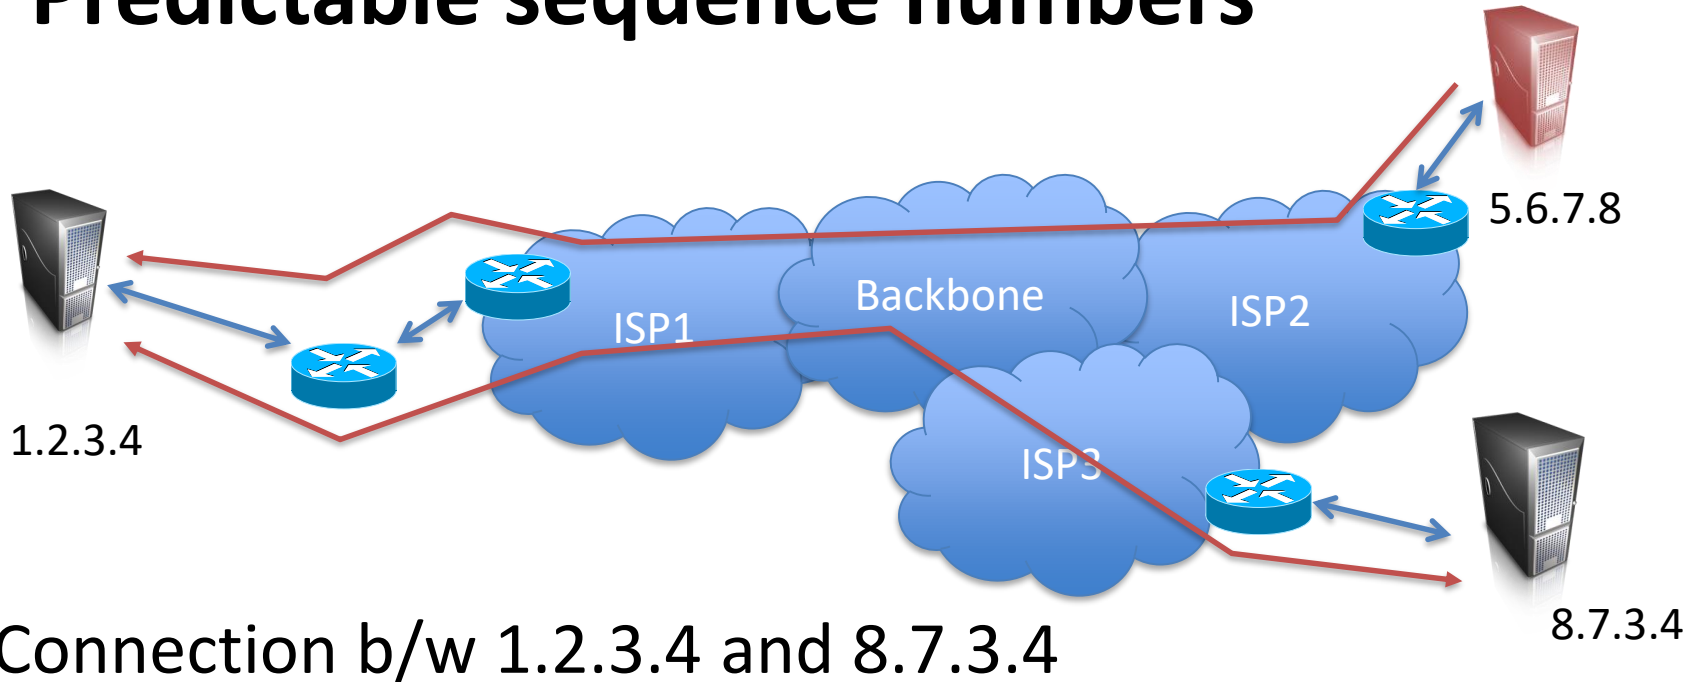 Predictable sequence numbers
5.6.7.8
Backbone
ISP2
ISP1
1.2.3.4
ISP3
8.7.3.4
Connection b/w 1.2.3.4 and 8.7.3.4